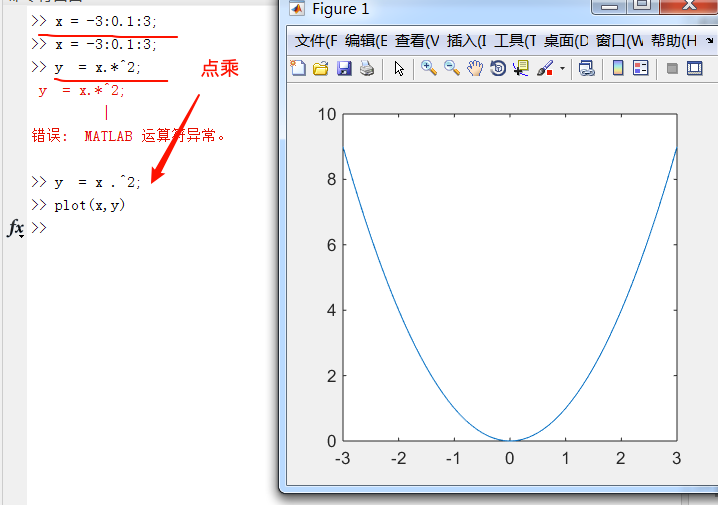 >> x = -3:0.1:3;
>> x = -3:0.1:3;
>> y  = x.*^2;
y  = x.*^2;
|
错误:  MATLAB 运算符异常。
>> y  = x .^2;
>> plot(x,y)
fx >>
点乘
Figure 1
文件(F 编辑(E 查看(V 插入(I 工具(T 桌面(D 窗口(W 帮助(H
10
8
6
4
2
0
-3 -2 -1 0 1 2 3